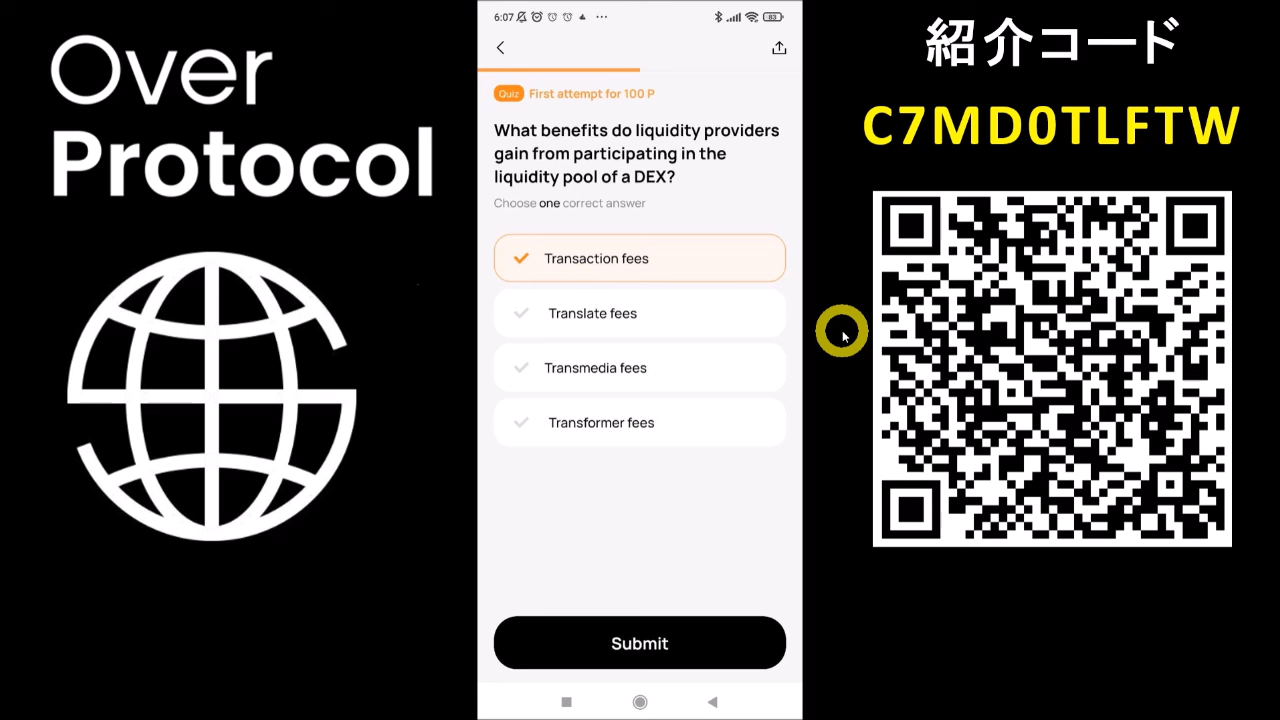 Over
Protocol
6:07
83
Quiz First attempt for 100 P
What benefits do liquidity providers
gain from participating in the
liquidity pool of a DEX?
Choose one correct answer
Transaction fees
Translate fees
Transmedia fees
Transformer fees
Submit
紹介コード
C7MD0TLFTW